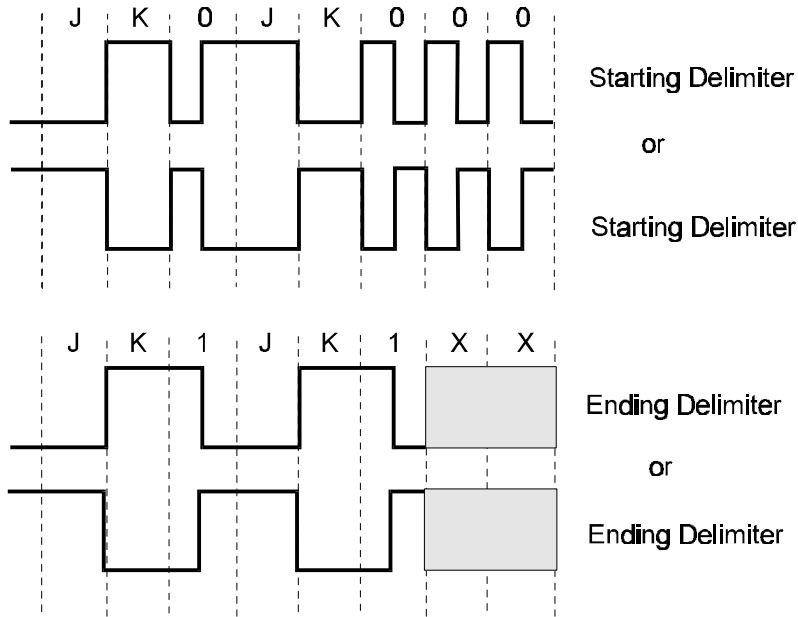 J K 0 J K 0 0 0
Starting Delimiter
or
Starting Delimiter
J K 1 J K 1 X X
Ending Delimiter
or
Ending Delimiter